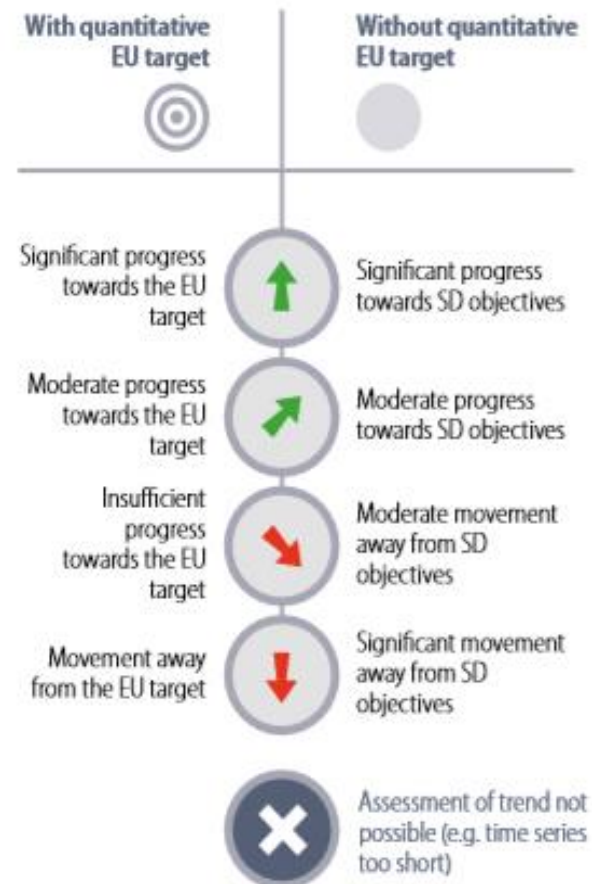 With quantitative
EU target
Without quantitative
EU target
Significant progress
towards the EU
target
Significant progress
towards SD objectives
Moderate progress
towards the EU
target
Moderate progress
towards SD objectives
Insufficient
progress
towards the EU
target
Moderate movement
away from SD
objectives
Movement away
from the EU target
Significant movement
away from SD
objectives
Assessment of trend not
possible (e.g. time series
too short)